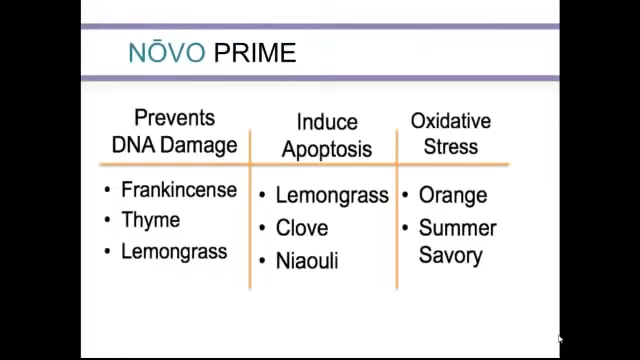 NŌVO PRIME
Prevents
DNA Damage
• Frankincense
• Thyme
• Lemongrass
Induce
Apoptosis
• Lemongrass
• Clove
• Niaouli
Oxidative
Stress
• Orange
• Summer
Savory